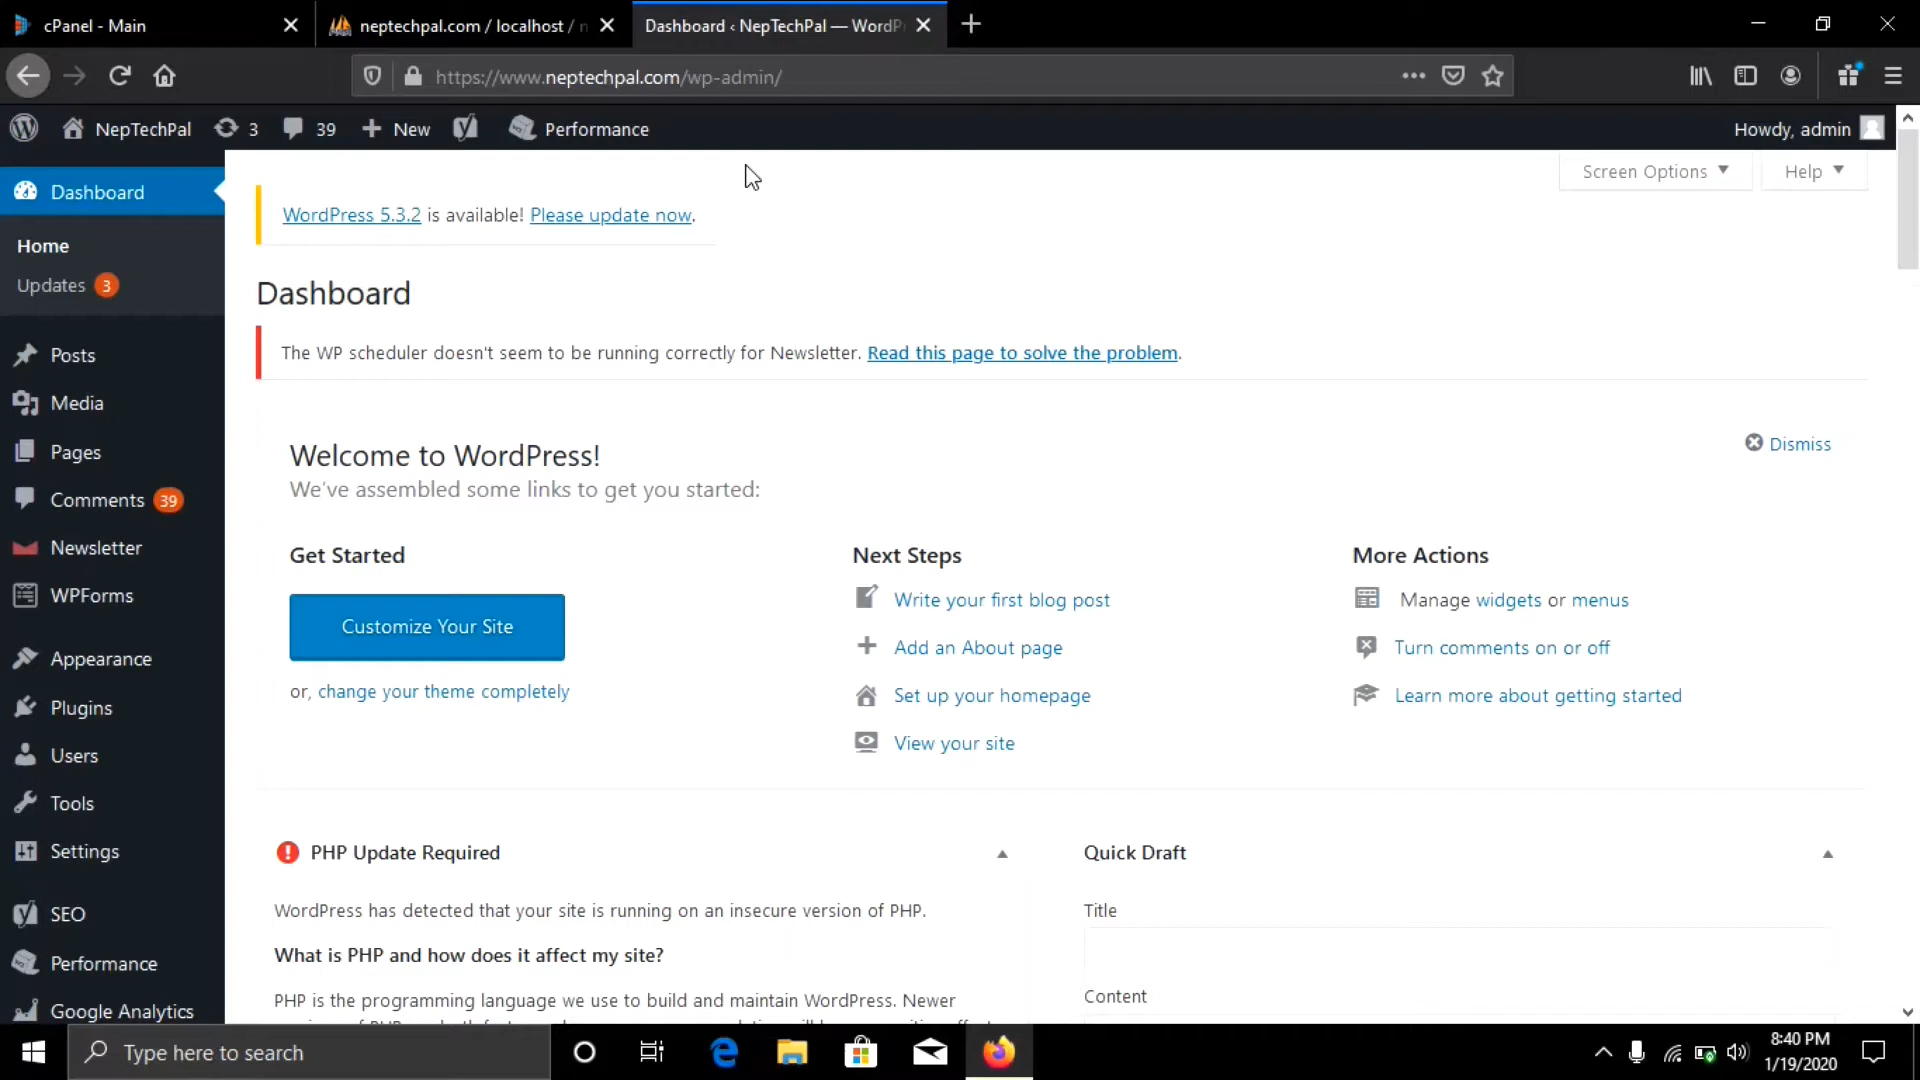 cPanel - Main
neptechpal.com / localhost / n
Dashboard ‹ NepTechPal — WordP
https://www.neptechpal.com/wp-admin/
NepTechPal 3 39 New Performance
Howdy, admin
Screen Options Help
Dashboard
Home
Updates 3
Posts
Media
Pages
Comments 39
Newsletter
WPForms
Appearance
Plugins
Users
Tools
Settings
SEO
Performance
Google Analytics
WordPress 5.3.2 is available! Please update now.
Dashboard
The WP scheduler doesn't seem to be running correctly for Newsletter. Read this page to solve the problem.
Welcome to WordPress!
We've assembled some links to get you started:
Dismiss
Get Started
Customize Your Site
or, change your theme completely
Next Steps
Write your first blog post
Add an About page
Set up your homepage
View your site
More Actions
Manage widgets or menus
Turn comments on or off
Learn more about getting started
PHP Update Required
WordPress has detected that your site is running on an insecure version of PHP.
What is PHP and how does it affect my site?
PHP is the programming language we use to build and maintain WordPress. Newer
Quick Draft
Title
Content
Type here to search
8:40 PM
1/19/2020